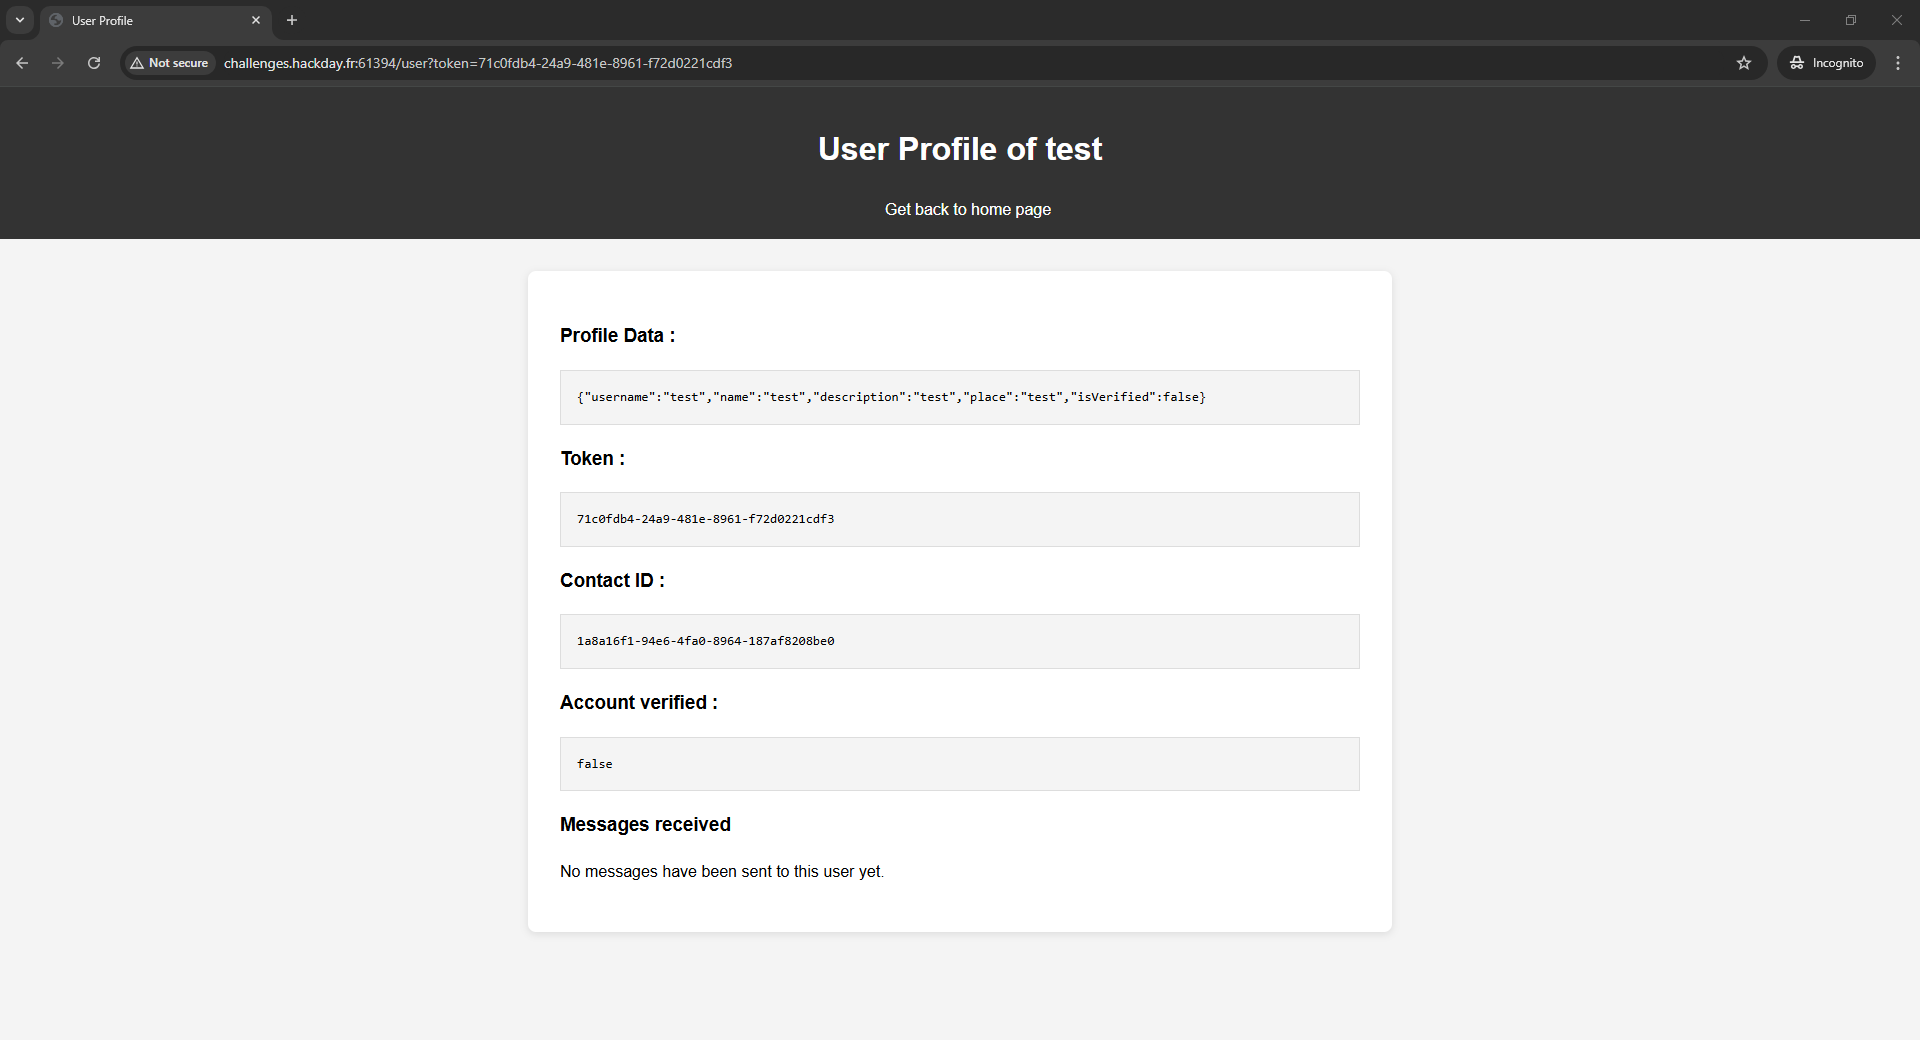 User Profile
Not secure
challenges.hackday.fr:61394/user?token=71c0fdb4-24a9-481e-8961-f72d0221cdf3
Incognito
User Profile of test
Get back to home page
Profile Data :
{"username":"test","name":"test","description":"test","place":"test","isVerified":false}
Token :
71c0fdb4-24a9-481e-8961-f72d0221cdf3
Contact ID :
1a8a16f1-94e6-4fa0-8964-187af8208be0
Account verified :
false
Messages received
No messages have been sent to this user yet.